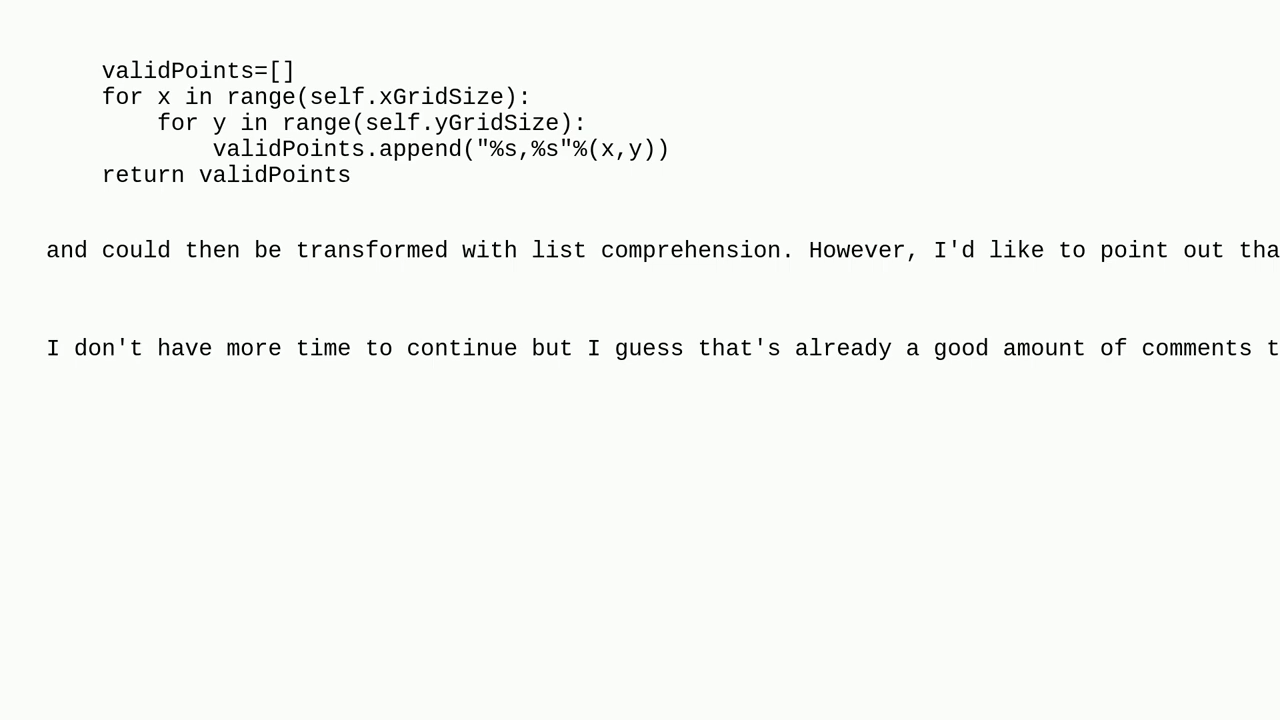 validPoints=[]
for x in range(self.xGridSize):
for y in range(self.yGridSize):
validPoints.append("%s,%s"%(x,y))
return validPoints
and could then be transformed with list comprehension. However, I'd like to point out
I don't have more time to continue but I guess that's already a good amount of comments